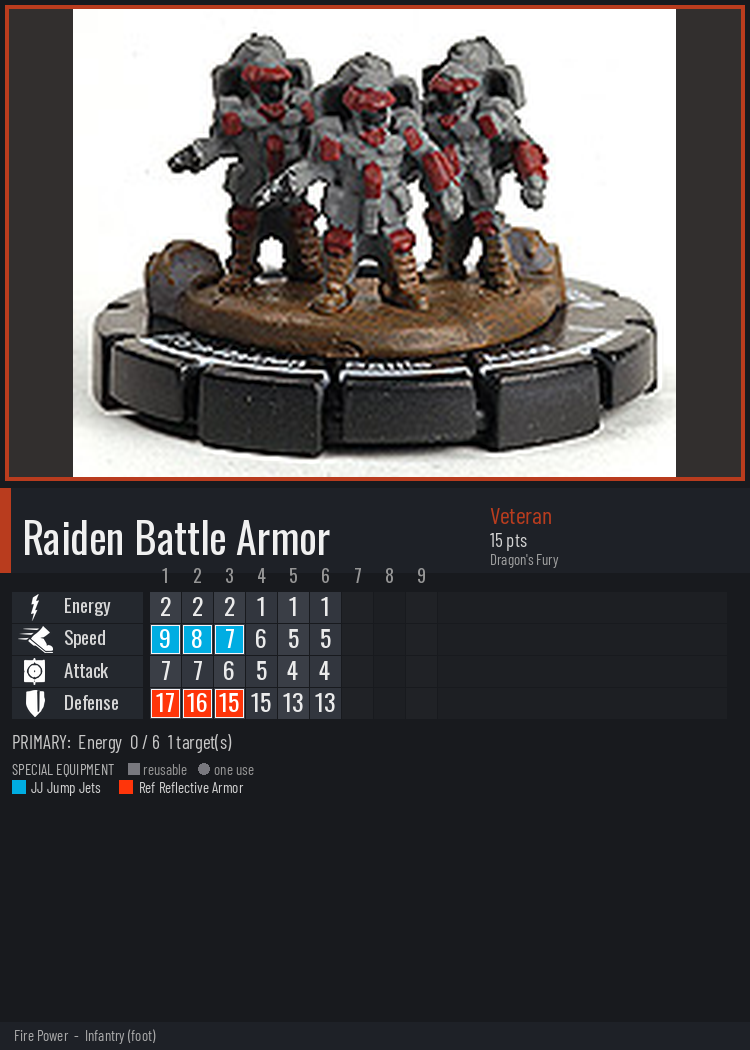 Raiden Battle Armor
Veteran
15 pts
Dragon's Fury
1 2 3 4 5 6 7 8 9
Energy 2 2 2 1 1 1
Speed 9 8 7 6 5 5
Attack 7 7 6 5 4 4
Defense 17 16 15 15 13 13
PRIMARY: Energy 0 / 6 1 target(s)
SPECIAL EQUIPMENT reusable one use
JJ Jump Jets Ref Reflective Armor
Fire Power - Infantry (foot)